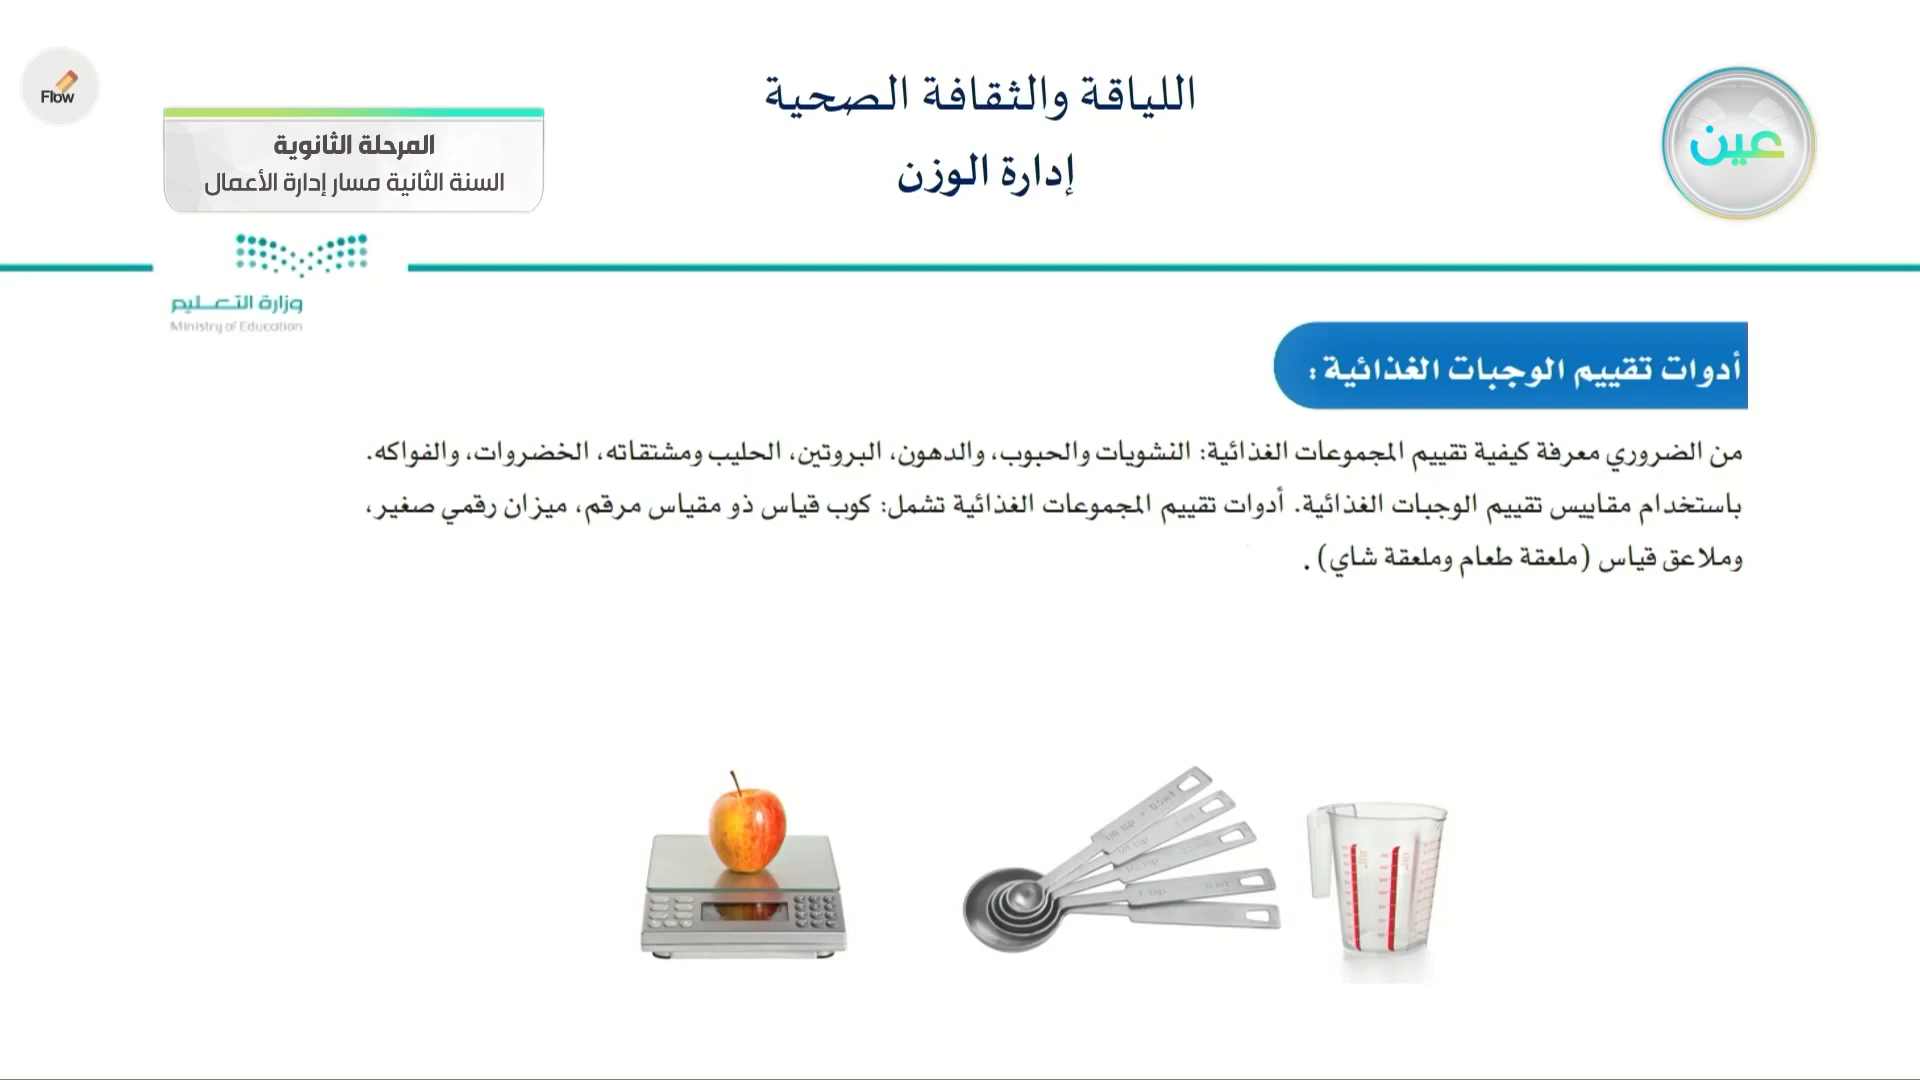 Flow
اللياقة والثقافة الصحية
إدارة الوزن
عين
المرحلة الثانوية
السنة الثانية مسار إدارة الأعمال
وزارة التعليم
Ministry of Education
أدوات تقييم الوجبات الغذائية :
من الضروري معرفة كيفية تقييم المجموعات الغذائية: النشويات والحبوب، والدهون، البروتين، الحليب ومشتقاته، الخضروات، والفواكه.
باستخدام مقاييس تقييم الوجبات الغذائية. أدوات تقييم المجموعات الغذائية تشمل: كوب قياس ذو مقياس مرقم، ميزان رقمي صغير،
وملاعق قياس (ملعقة طعام وملعقة شاي) .